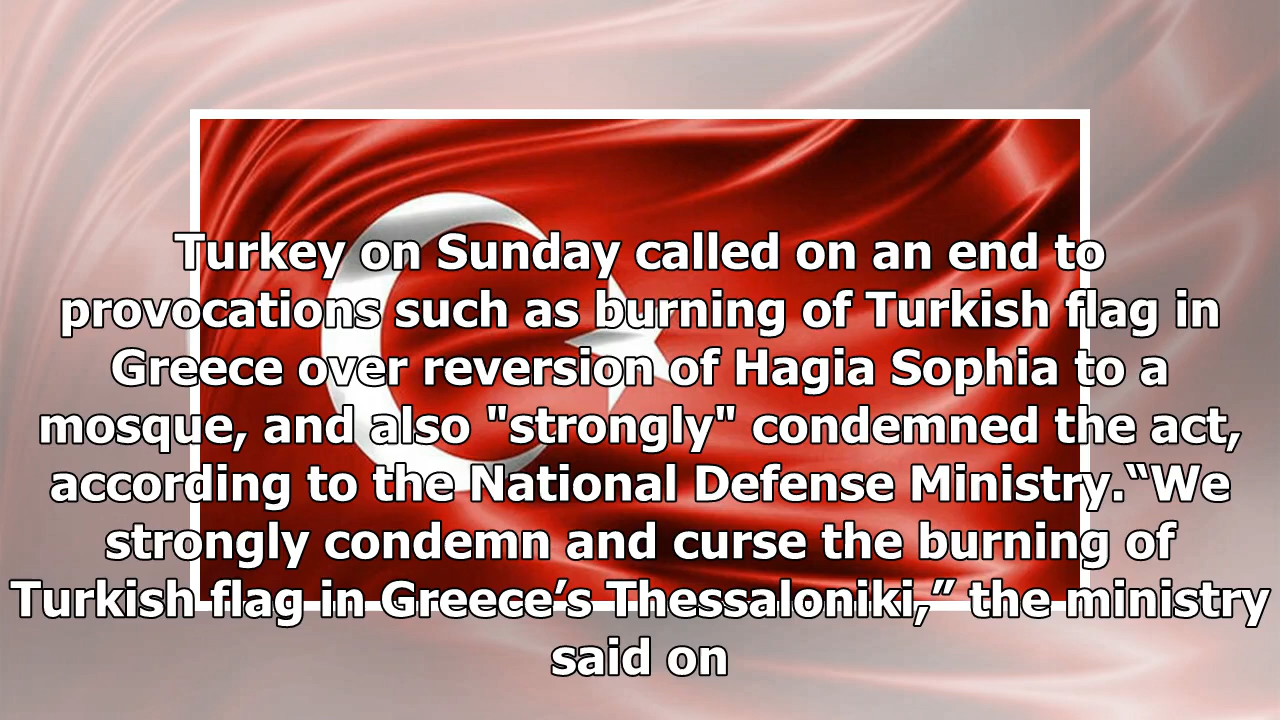 Turkey on Sunday called on an end to
provocations such as burning of Turkish flag in
Greece over reversion of Hagia Sophia to a
mosque, and also "strongly" condemned the act,
according to the National Defense Ministry.“We
strongly condemn and curse the burning of
Turkish flag in Greece’s Thessaloniki,” the ministry
said on